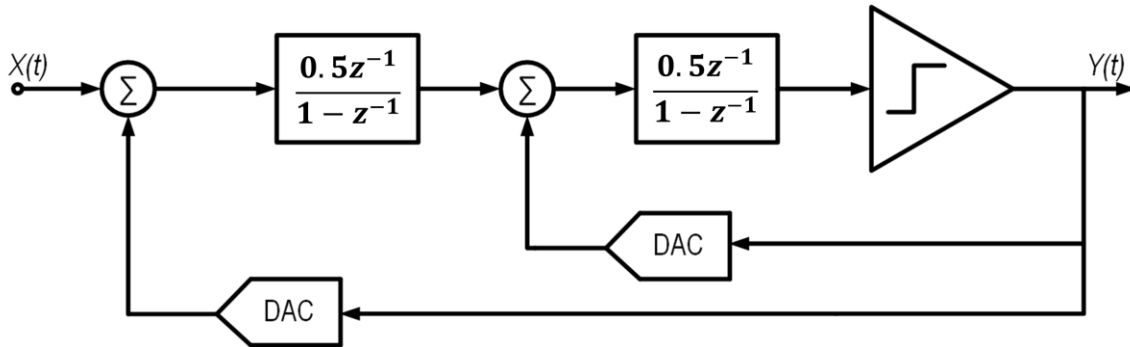 X(t)
Σ
0.5z⁻¹
1 − z⁻¹
Σ
0.5z⁻¹
1 − z⁻¹
Y(t)
DAC
DAC